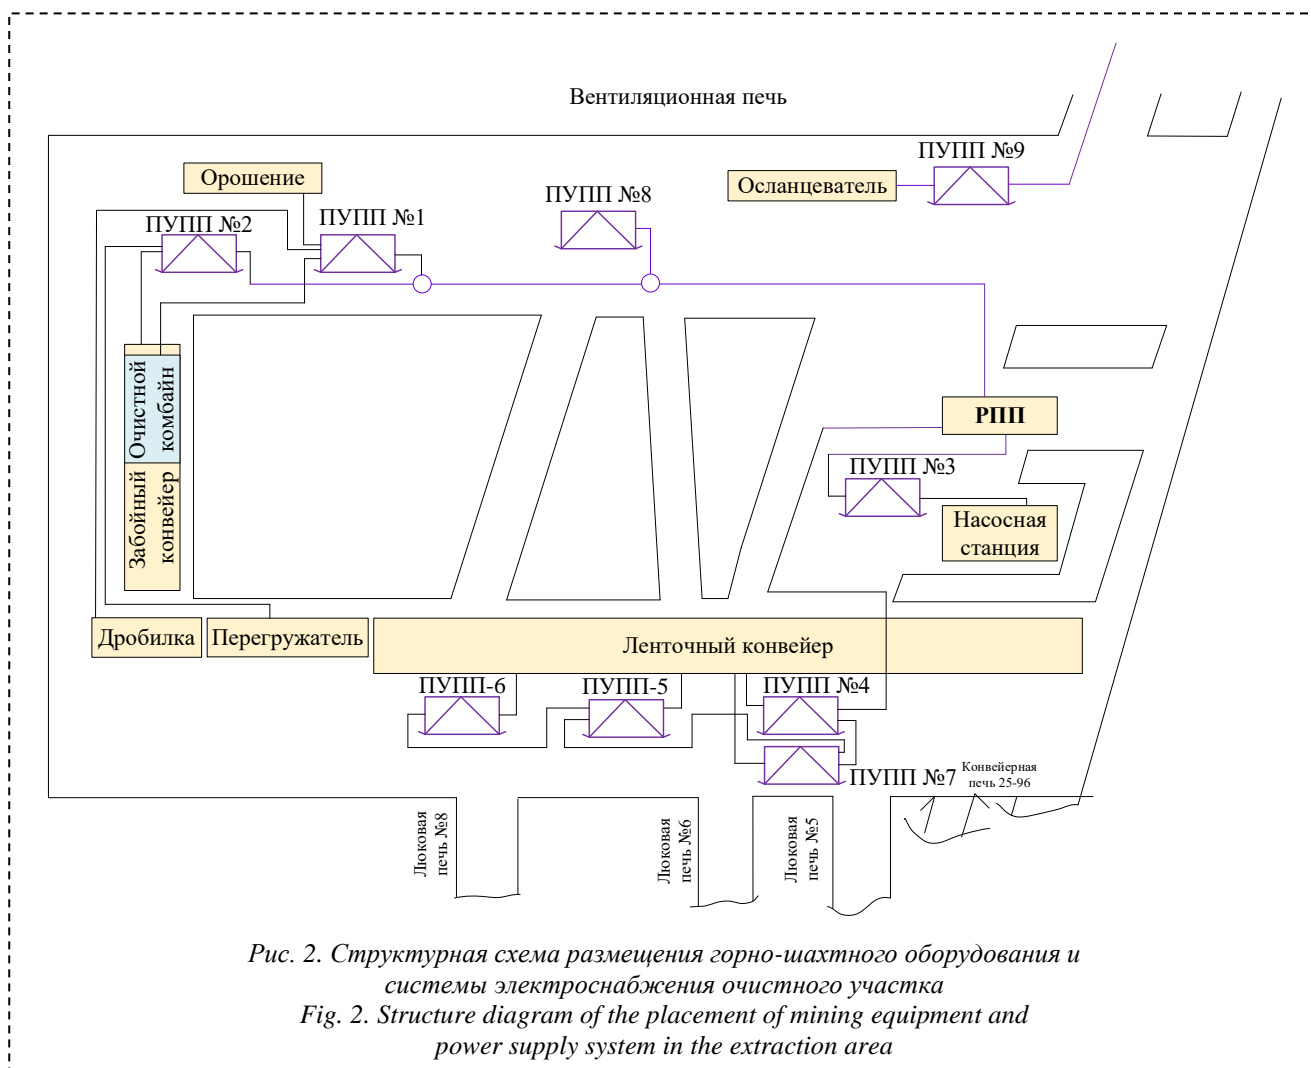 Вентиляционная печь
ПУПП №9
Осланцеватель
Орошение
ПУПП №8
ПУПП №1
ПУПП №2
Очистной
комбайн
Забойный
конвейер
РПП
ПУПП №3
Насосная
станция
Дробилка
Перегружатель
Ленточный конвейер
ПУПП-6
ПУПП-5
ПУПП №4
ПУПП №7
Конвейерная
печь 25-96
Люковая
печь №8
Люковая
печь №6
Люковая
печь №5
Рис. 2. Структурная схема размещения горно-шахтного оборудования и
системы электроснабжения очистного участка
Fig. 2. Structure diagram of the placement of mining equipment and
power supply system in the extraction area